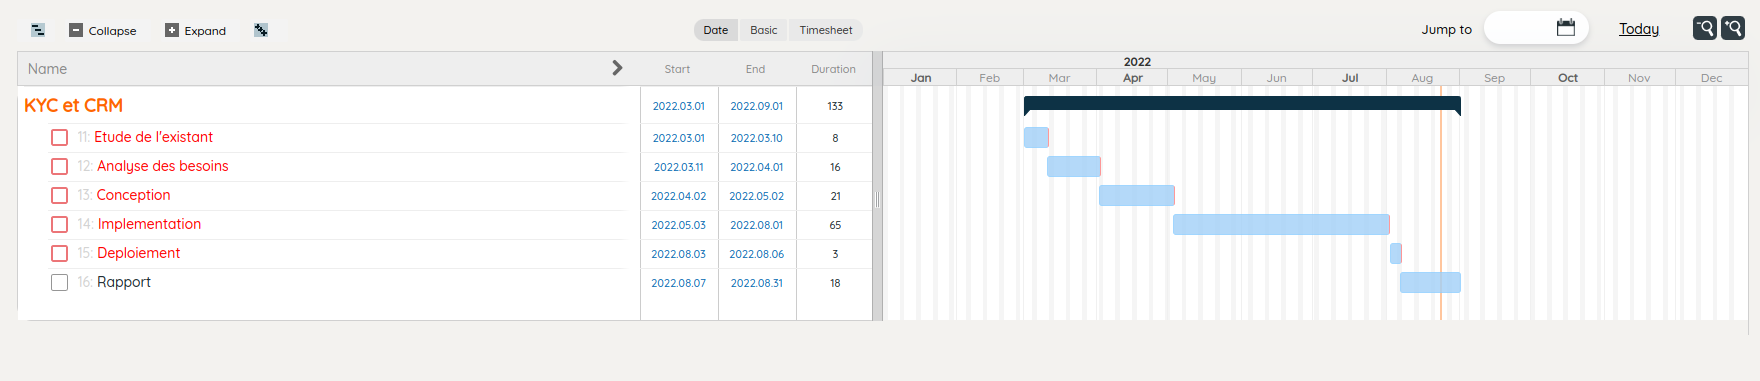 Collapse Expand Date Basic Timesheet Jump to Today
Name Start End Duration
2022
Jan Feb Mar Apr May Jun Jul Aug Sep Oct Nov Dec
KYC et CRM 2022.03.01 2022.09.01 133
11: Etude de l'existant 2022.03.01 2022.03.10 8
12: Analyse des besoins 2022.03.11 2022.04.01 16
13: Conception 2022.04.02 2022.05.02 21
14: Implementation 2022.05.03 2022.08.01 65
15: Deploiement 2022.08.03 2022.08.06 3
16: Rapport 2022.08.07 2022.08.31 18